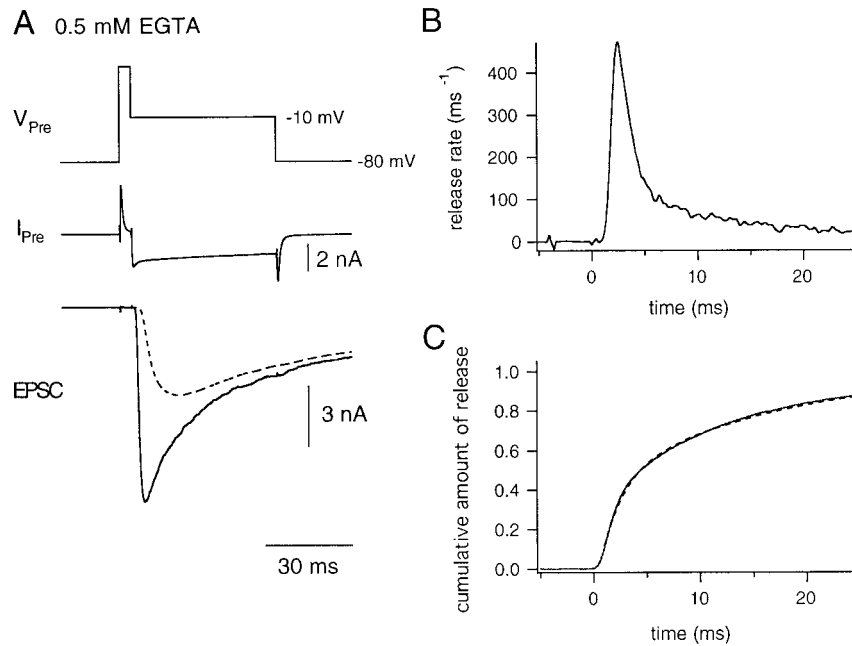 A 0.5 mM EGTA
V Pre
-10 mV
-80 mV
I Pre
2 nA
EPSC
3 nA
30 ms
B
release rate (ms-1)
400
300
200
100
0
0
10
20
time (ms)
C
cumulative amount of release
1.0
0.8
0.6
0.4
0.2
0.0
0
10
20
time (ms)